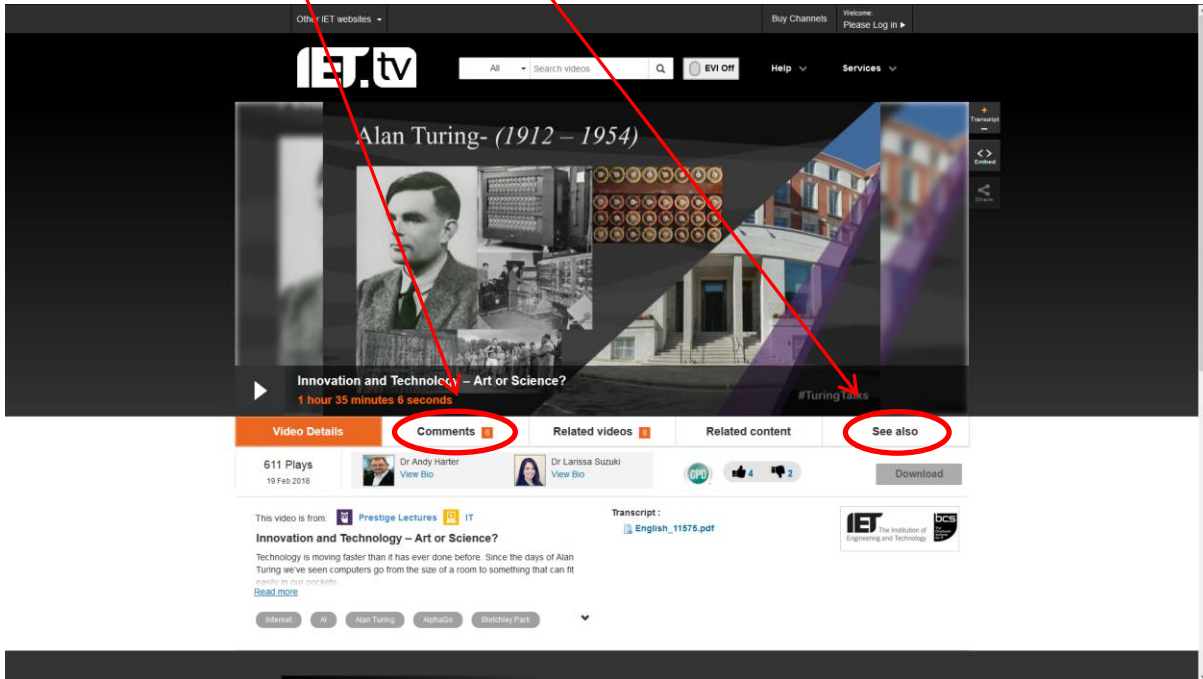 Other IET websites
Buy Channels
Welcome:
Please Log in
IET.tv
All
Search videos
EVI Off
Help
Services
Transcript
Embed
Share
Alan Turing- (1912 – 1954)
Innovation and Technology – Art or Science?
1 hour 35 minutes 6 seconds
#TuringTalks
Video Details
Comments 6
Related videos 8
Related content
See also
611 Plays
19 Feb 2018
Dr Andy Harter
View Bio
Dr Larissa Suzuki
View Bio
CPD
4
2
Download
This video is from: Prestige Lectures IT
Innovation and Technology – Art or Science?
Technology is moving faster than it has ever done before. Since the days of Alan
Turing we've seen computers go from the size of a room to something that can fit
easily in our pockets.
Read more
Internet
AI
Alan Turing
AlphaGo
Bletchley Park
Transcript :
English_11575.pdf
IET The Institution of
Engineering and Technology
bcs